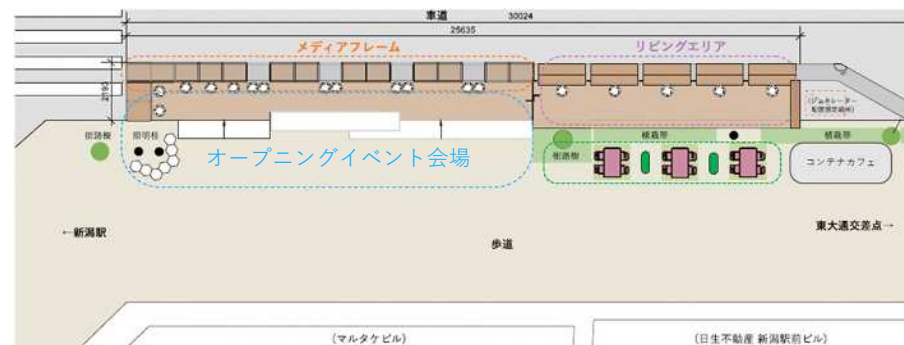 車道
30024
25635
メディアフレーム
リビングエリア
2190
街路樹
照明柱
オープニングイベント会場
街路樹
植栽帯
植栽帯
コンテナカフェ
←新潟駅
歩道
東大通交差点→
(マルタケビル)
(日生不動産 新潟駅前ビル)